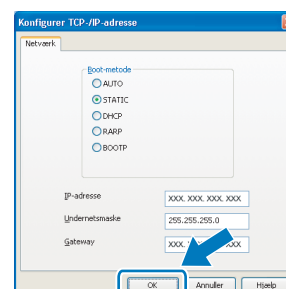 Konfigurer TCP-/IP-adresse
Netværk
Boot-metode
AUTO
STATIC
DHCP
RARP
BOOTP
IP-adresse XXX. XXX. XXX. XXX
Undernetsmaske 255.255.255.0
Gateway XXX. XXX
OK Annuller Hjælp